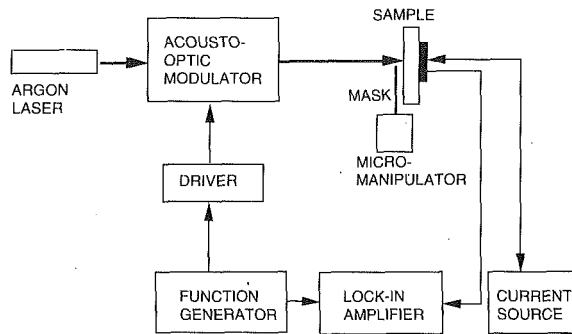 SAMPLE
ACOUSTO-
OPTIC
MODULATOR
ARGON
LASER
MASK
MICRO-
MANIPULATOR
DRIVER
FUNCTION
GENERATOR
LOCK-IN
AMPLIFIER
CURRENT
SOURCE